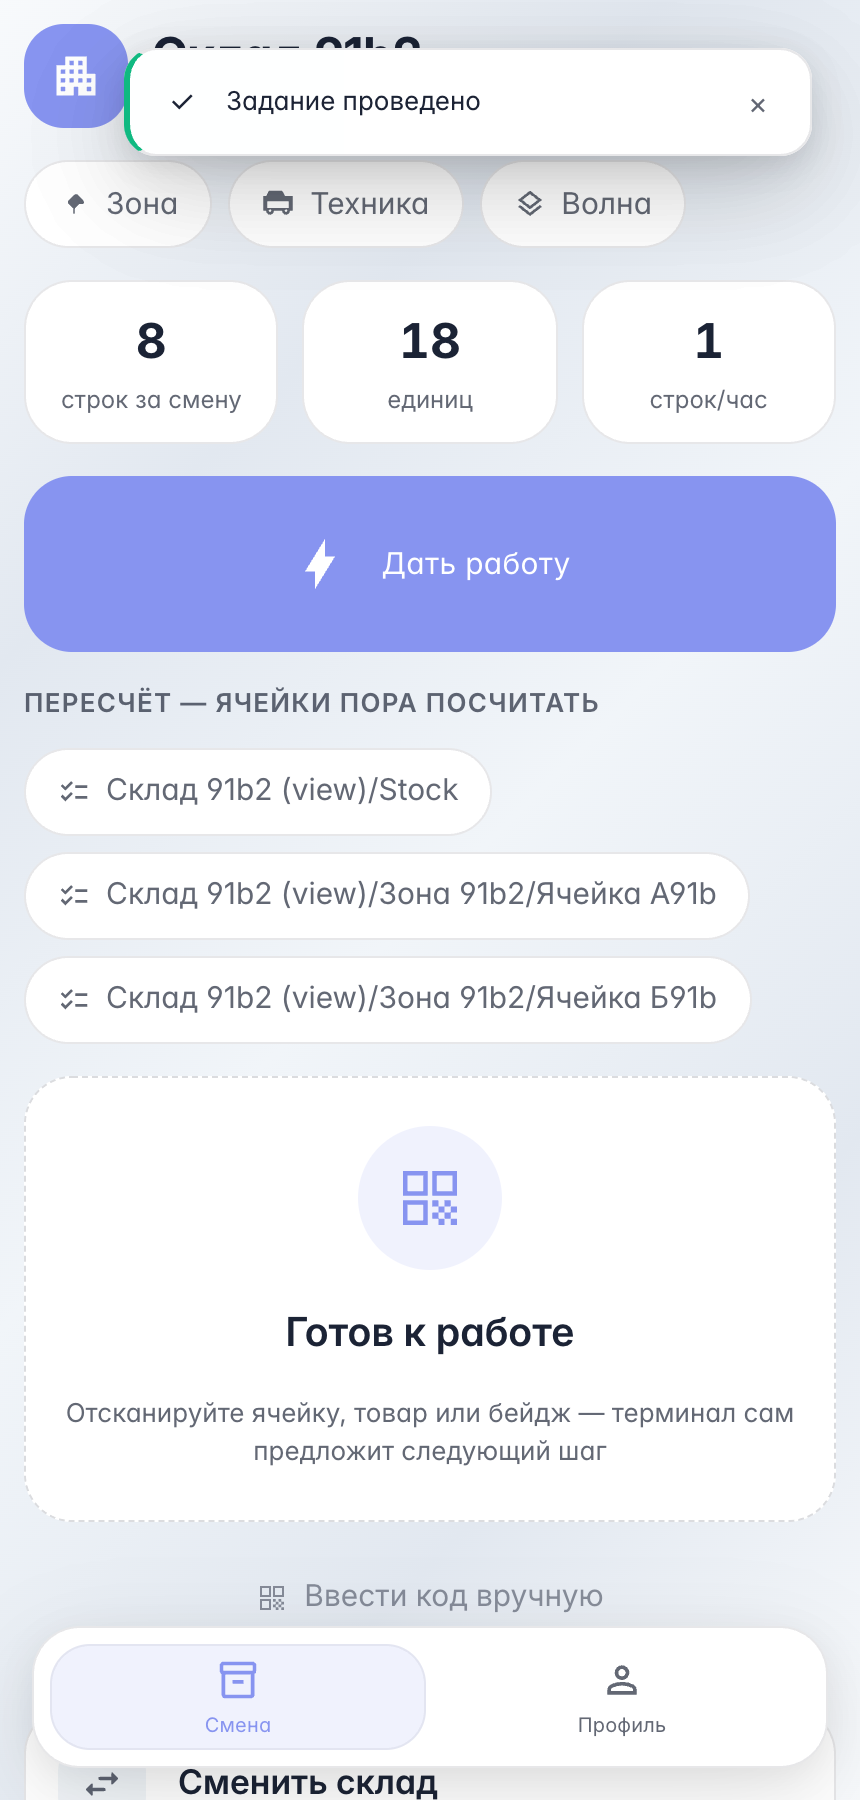 Склад 91b2
Задание проведено
Зона
Техника
Волна
8
строк за смену
18
единиц
1
строк/час
Дать работу
ПЕРЕСЧЁТ — ЯЧЕЙКИ ПОРА ПОСЧИТАТЬ
Склад 91b2 (view)/Stock
Склад 91b2 (view)/Зона 91b2/Ячейка А91b
Склад 91b2 (view)/Зона 91b2/Ячейка Б91b
Готов к работе
Отсканируйте ячейку, товар или бейдж — терминал сам
предложит следующий шаг
Ввести код вручную
Смена
Профиль
Сменить склад